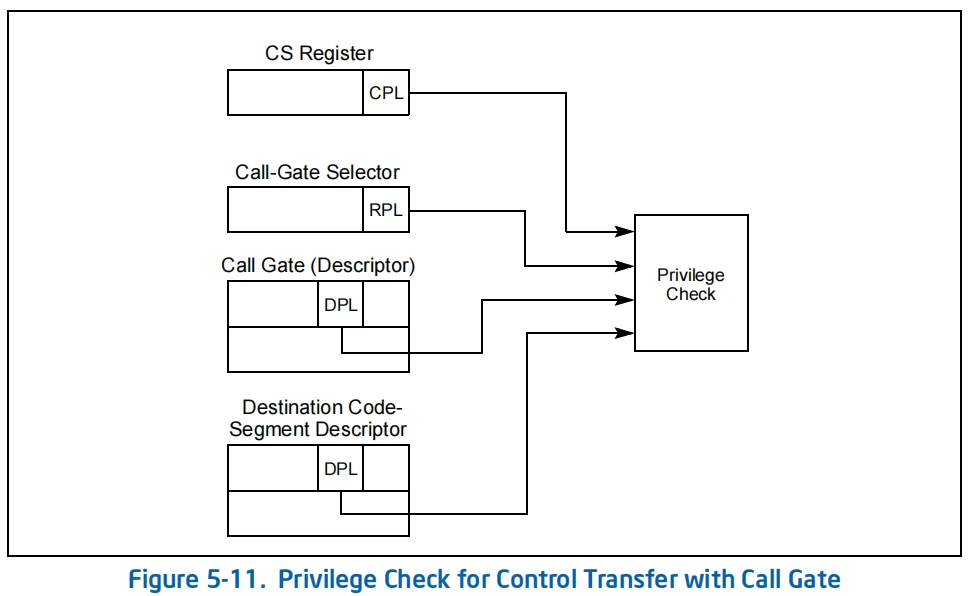 CS Register
CPL
Call-Gate Selector
RPL
Call Gate (Descriptor)
DPL
Privilege
Check
Destination Code-
Segment Descriptor
DPL
Figure 5-11. Privilege Check for Control Transfer with Call Gate